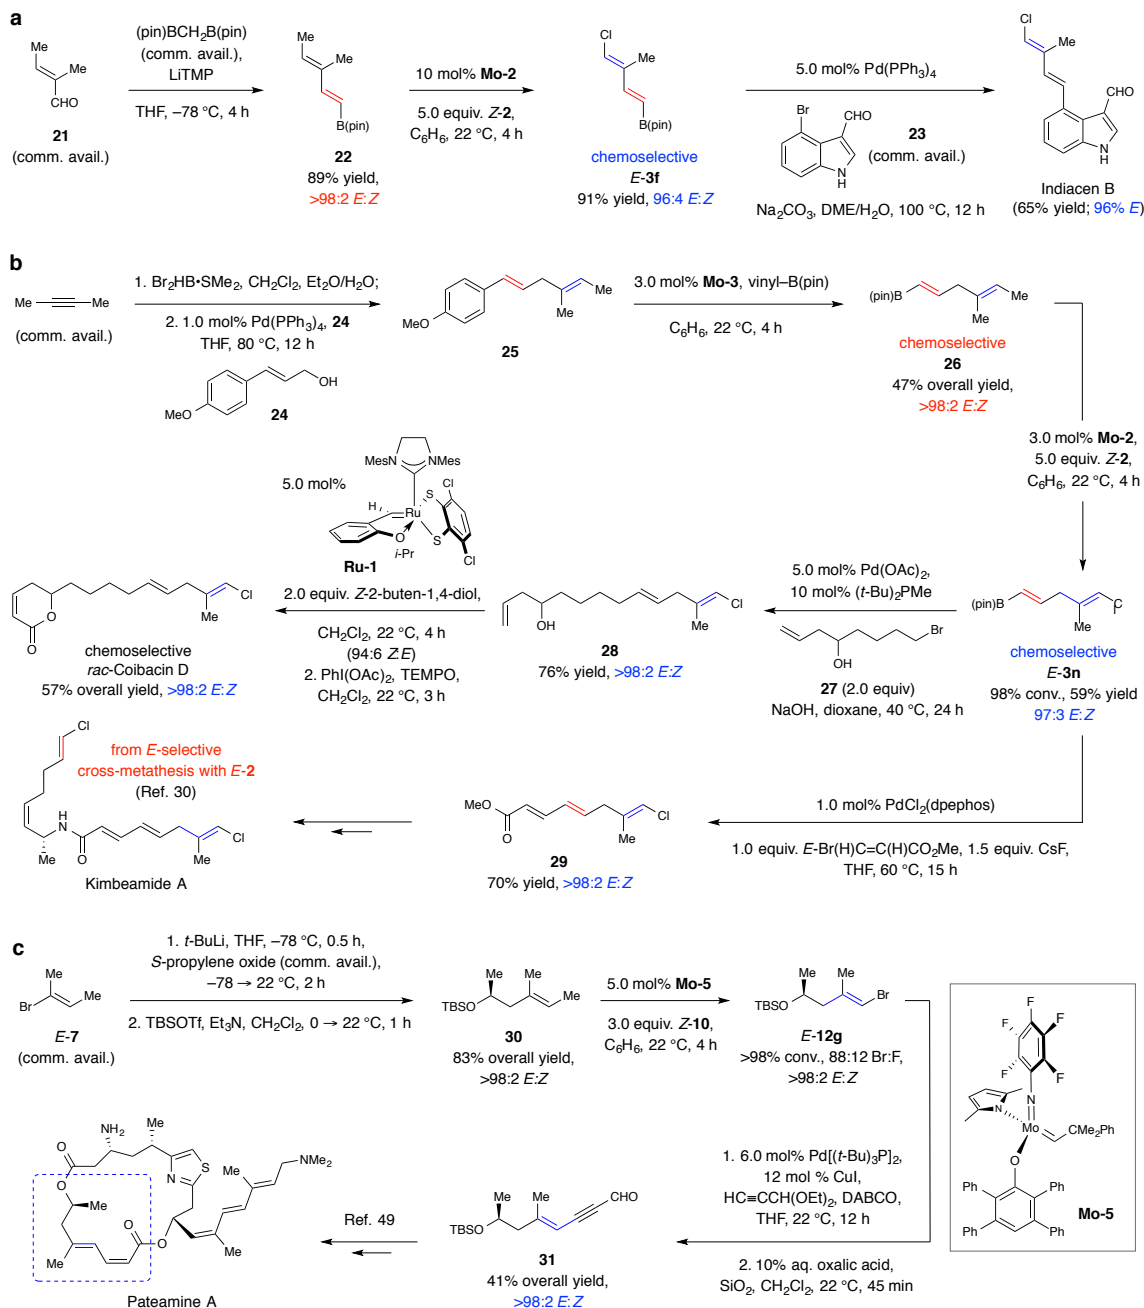 a
Me
Me
CHO
21
(comm. avail.)
(pin)BCH2B(pin)
(comm. avail.),
LiTMP
THF, –78 °C, 4 h
Me
Me
B(pin)
22
89% yield,
>98:2 E:Z
10 mol% Mo-2
5.0 equiv. Z-2,
C6H6, 22 °C, 4 h
Cl
Me
B(pin)
chemoselective
E-3f
91% yield, 96:4 E:Z
5.0 mol% Pd(PPh3)4
Br
CHO
N
H
23
(comm. avail.)
Na2CO3, DME/H2O, 100 °C, 12 h
Cl
Me
CHO
N
H
Indiacen B
(65% yield; 96% E)
b
Me
Me
(comm. avail.)
1. Br2HB•SMe2, CH2Cl2, Et2O/H2O;
2. 1.0 mol% Pd(PPh3)4, 24
THF, 80 °C, 12 h
OH
MeO
24
Me
MeO
Me
25
3.0 mol% Mo-3, vinyl–B(pin)
C6H6, 22 °C, 4 h
(pin)B
Me
Me
chemoselective
26
47% overall yield,
>98:2 E:Z
3.0 mol% Mo-2,
5.0 equiv. Z-2,
C6H6, 22 °C, 4 h
(pin)B
C
Me
chemoselective
E-3n
98% conv., 59% yield
97:3 E:Z
5.0 mol% Pd(OAc)2,
10 mol% (t-Bu)2PMe
Br
OH
27 (2.0 equiv)
NaOH, dioxane, 40 °C, 24 h
Cl
OH
Me
28
76% yield, >98:2 E:Z
5.0 mol%
MesN
NMes
H
Ru
S
S
Cl
Cl
O
i-Pr
Ru-1
2.0 equiv. Z-2-buten-1,4-diol,
CH2Cl2, 22 °C, 4 h
(94:6 Z:E)
2. PhI(OAc)2, TEMPO,
CH2Cl2, 22 °C, 3 h
O
O
Cl
Me
chemoselective
rac-Coibacin D
57% overall yield, >98:2 E:Z
Cl
from E-selective
cross-metathesis with E-2
(Ref. 30)
H
N
Me
O
Cl
Me
Kimbeamide A
MeO
O
Cl
Me
29
70% yield, >98:2 E:Z
1.0 mol% PdCl2(dpephos)
1.0 equiv. E-Br(H)C=C(H)CO2Me, 1.5 equiv. CsF,
THF, 60 °C, 15 h
c
Me
Br
Me
E-7
(comm. avail.)
1. t-BuLi, THF, –78 °C, 0.5 h,
S-propylene oxide (comm. avail.),
–78 → 22 °C, 2 h
2. TBSOTf, Et3N, CH2Cl2, 0 → 22 °C, 1 h
Me
Me
TBSO
Me
30
83% overall yield,
>98:2 E:Z
5.0 mol% Mo-5
3.0 equiv. Z-10,
C6H6, 22 °C, 4 h
Me
Me
TBSO
Br
E-12g
>98% conv., 88:12 Br:F,
>98:2 E:Z
F
F
F
F
F
N
N
Mo
CMe2Ph
O
Ph
Ph
Ph
Ph
Mo-5
1. 6.0 mol% Pd[(t-Bu)3P]2,
12 mol % CuI,
HC≡CCH(OEt)2, DABCO,
THF, 22 °C, 12 h
2. 10% aq. oxalic acid,
SiO2, CH2Cl2, 22 °C, 45 min
Me
Me
TBSO
CHO
31
41% overall yield,
>98:2 E:Z
Ref. 49
NH2
Me
O
O
Me
N
S
Me
NMe2
Me
O
O
Me
Pateamine A